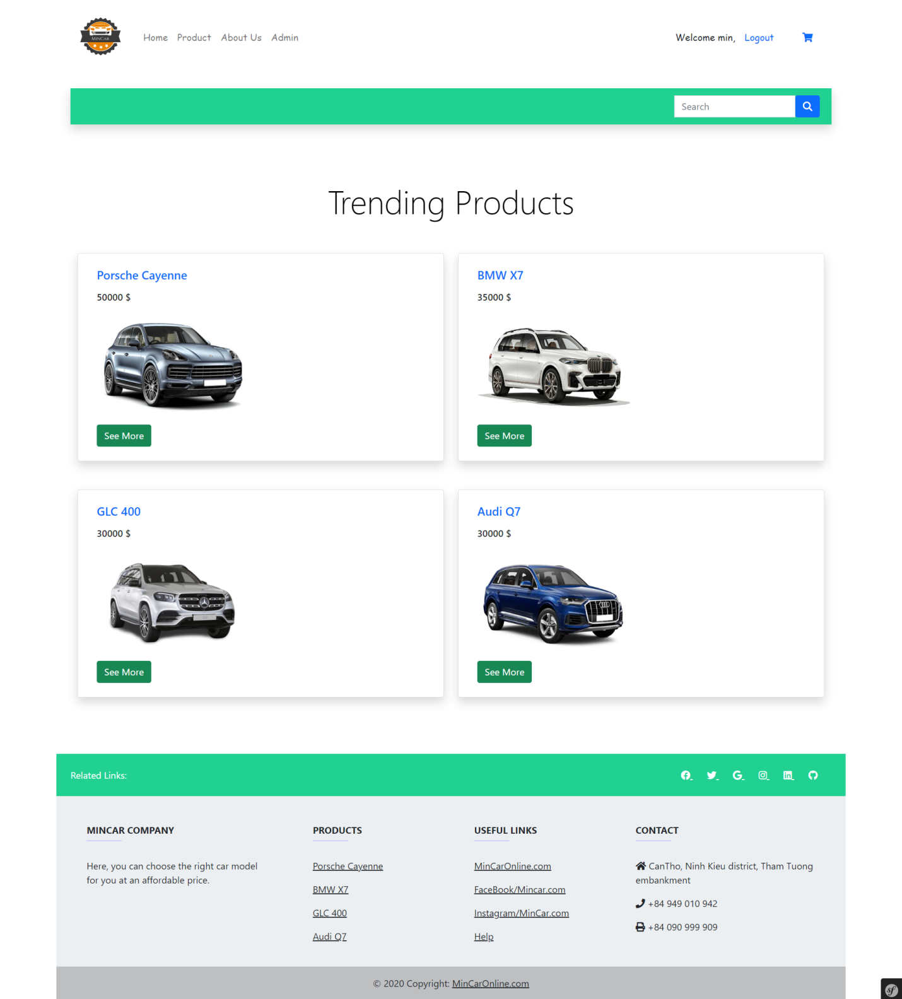 MinCar
Home Product About Us Admin
Welcome min, Logout
Search
Trending Products
Porsche Cayenne
50000 $
See More
BMW X7
35000 $
See More
GLC 400
30000 $
See More
Audi Q7
30000 $
See More
Related Links:
MINCAR COMPANY
Here, you can choose the right car model
for you at an affordable price.
PRODUCTS
Porsche Cayenne
BMW X7
GLC 400
Audi Q7
USEFUL LINKS
MinCarOnline.com
FaceBook/Mincar.com
Instagram/MinCar.com
Help
CONTACT
CanTho, Ninh Kieu district, Tham Tuong
embankment
+84 949 010 942
+84 090 999 909
© 2020 Copyright: MinCarOnline.com
sf